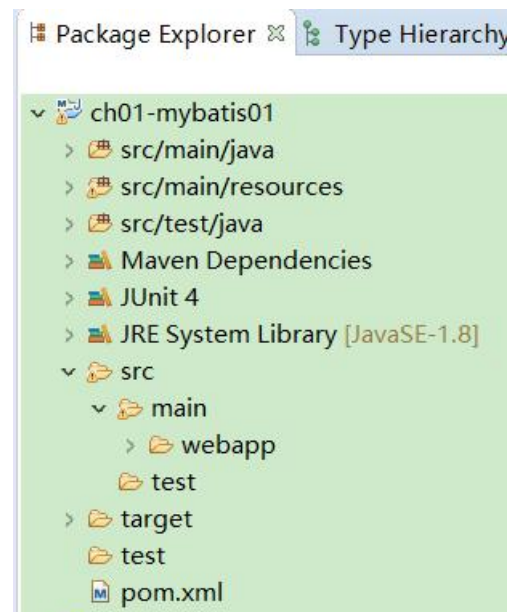 Package Explorer Type Hierarchy
ch01-mybatis01
src/main/java
src/main/resources
src/test/java
Maven Dependencies
JUnit 4
JRE System Library [JavaSE-1.8]
src
main
webapp
test
target
test
pom.xml